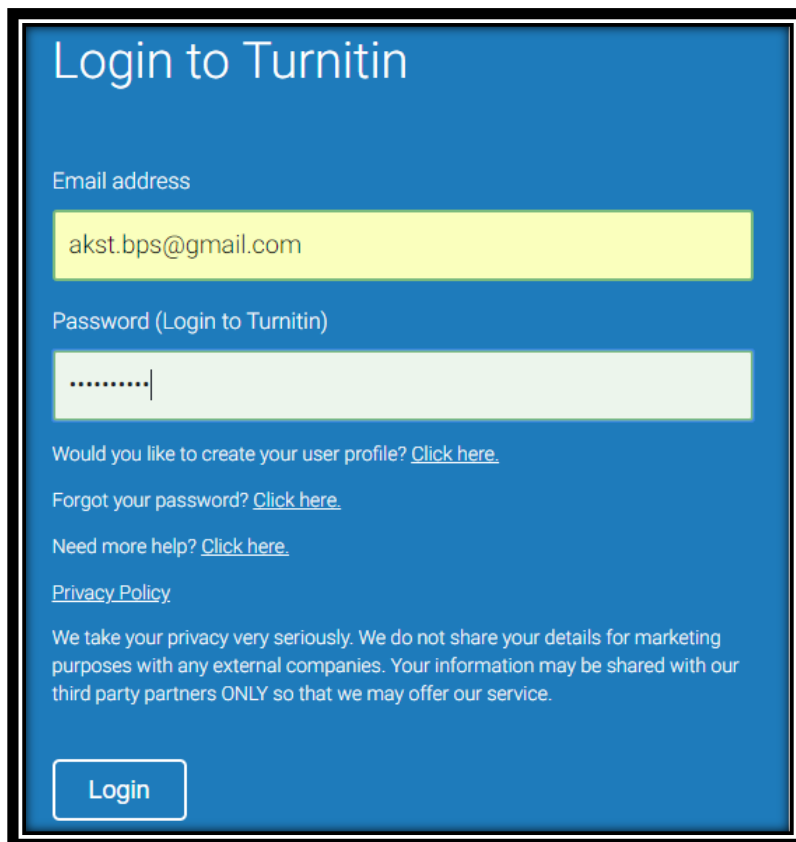 Login to Turnitin
Email address
akst.bps@gmail.com
Password (Login to Turnitin)
••••••••••
Would you like to create your user profile? Click here.
Forgot your password? Click here.
Need more help? Click here.
Privacy Policy
We take your privacy very seriously. We do not share your details for marketing
purposes with any external companies. Your information may be shared with our
third party partners ONLY so that we may offer our service.
Login